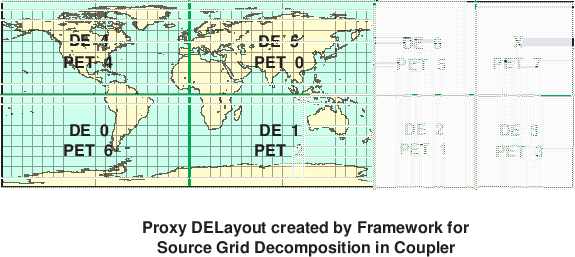 DE 4
PET 4
DE 5
PET 0
DE 6
PET 5
X
PET 7
DE 0
PET 6
DE 1
PET 2
DE 2
PET 1
DE 3
PET 3
Proxy DELayout created by Framework for
Source Grid Decomposition in Coupler